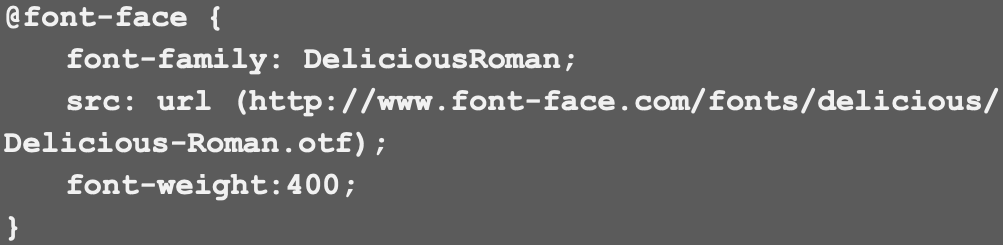 @font-face {
font-family: DeliciousRoman;
src: url (http://www.font-face.com/fonts/delicious/
Delicious-Roman.otf);
font-weight:400;
}